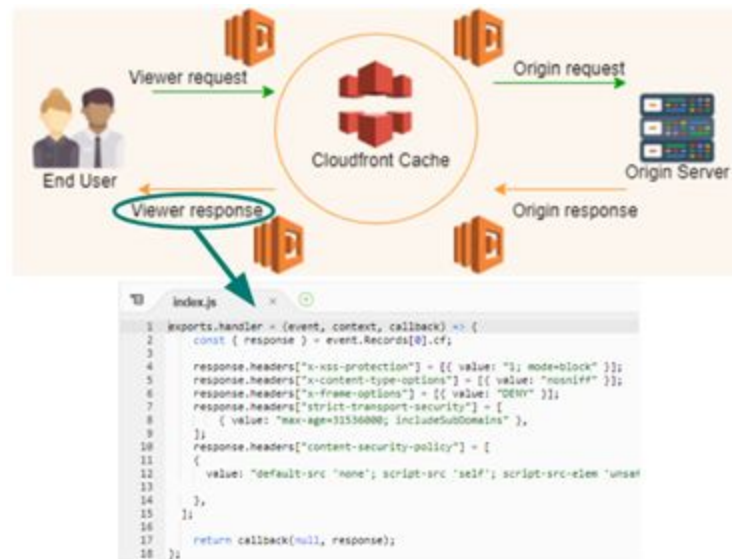 Viewer request
Origin request
Cloudfront Cache
End User
Origin Server
Viewer response
Origin response
index.js ×
1 exports.handler = (event, context, callback) => {
2 const { response } = event.Records[0].cf;
3
4 response.headers["x-xss-protection"] = [{ value: "1; mode=block" }];
5 response.headers["x-content-type-options"] = [{ value: "nosniff" }];
6 response.headers["x-frame-options"] = [{ value: "DENY" }];
7 response.headers["strict-transport-security"] = [
8 { value: "max-age=31536000; includeSubDomains" },
9 ];
10 response.headers["content-security-policy"] = [
11 {
12 value: "default-src 'none'; script-src 'self'; script-src-elem
13
14 },
15 ];
16
17 return callback(null, response);
18 };